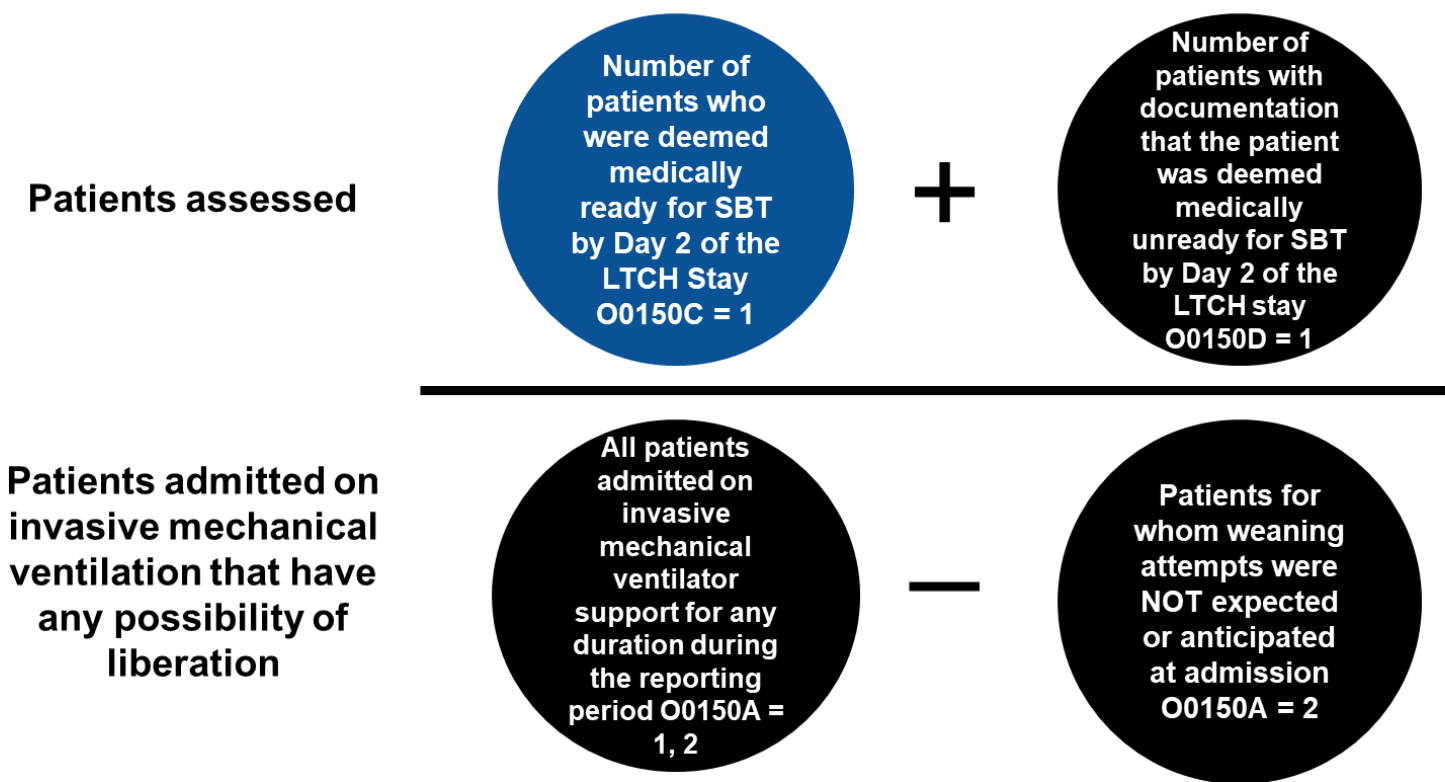 Patients assessed
Number of
patients who
were deemed
medically
ready for SBT
by Day 2 of the
LTCH Stay
O0150C = 1
+
Number of
patients with
documentation
that the patient
was deemed
medically
unready for SBT
by Day 2 of the
LTCH stay
O0150D = 1
Patients admitted on
invasive mechanical
ventilation that have
any possibility of
liberation
All patients
admitted on
invasive
mechanical
ventilator
support for any
duration during
the reporting
period O0150A =
1, 2
–
Patients for
whom weaning
attempts were
NOT expected
or anticipated
at admission
O0150A = 2